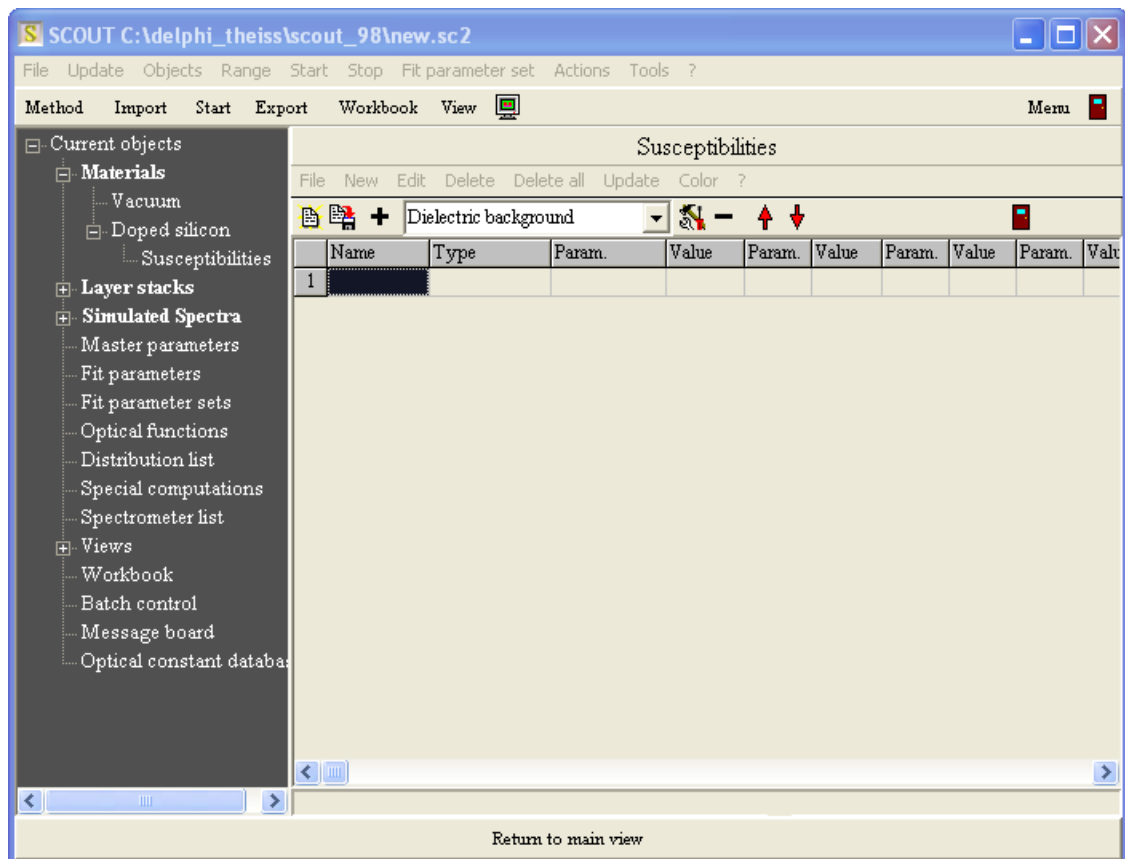 SCOUT C:\delphi_theiss\scout_98\new.sc2
File Update Objects Range Start Stop Fit parameter set Actions Tools ?
Method Import Start Export Workbook View Menu
Current objects
Materials
Vacuum
Doped silicon
Susceptibilities
Layer stacks
Simulated Spectra
Master parameters
Fit parameters
Fit parameter sets
Optical functions
Distribution list
Special computations
Spectrometer list
Views
Workbook
Batch control
Message board
Optical constant databa
Susceptibilities
File New Edit Delete Delete all Update Color ?
Dielectric background
Name Type Param. Value Param. Value Param. Value Param. Valu
1
Return to main view